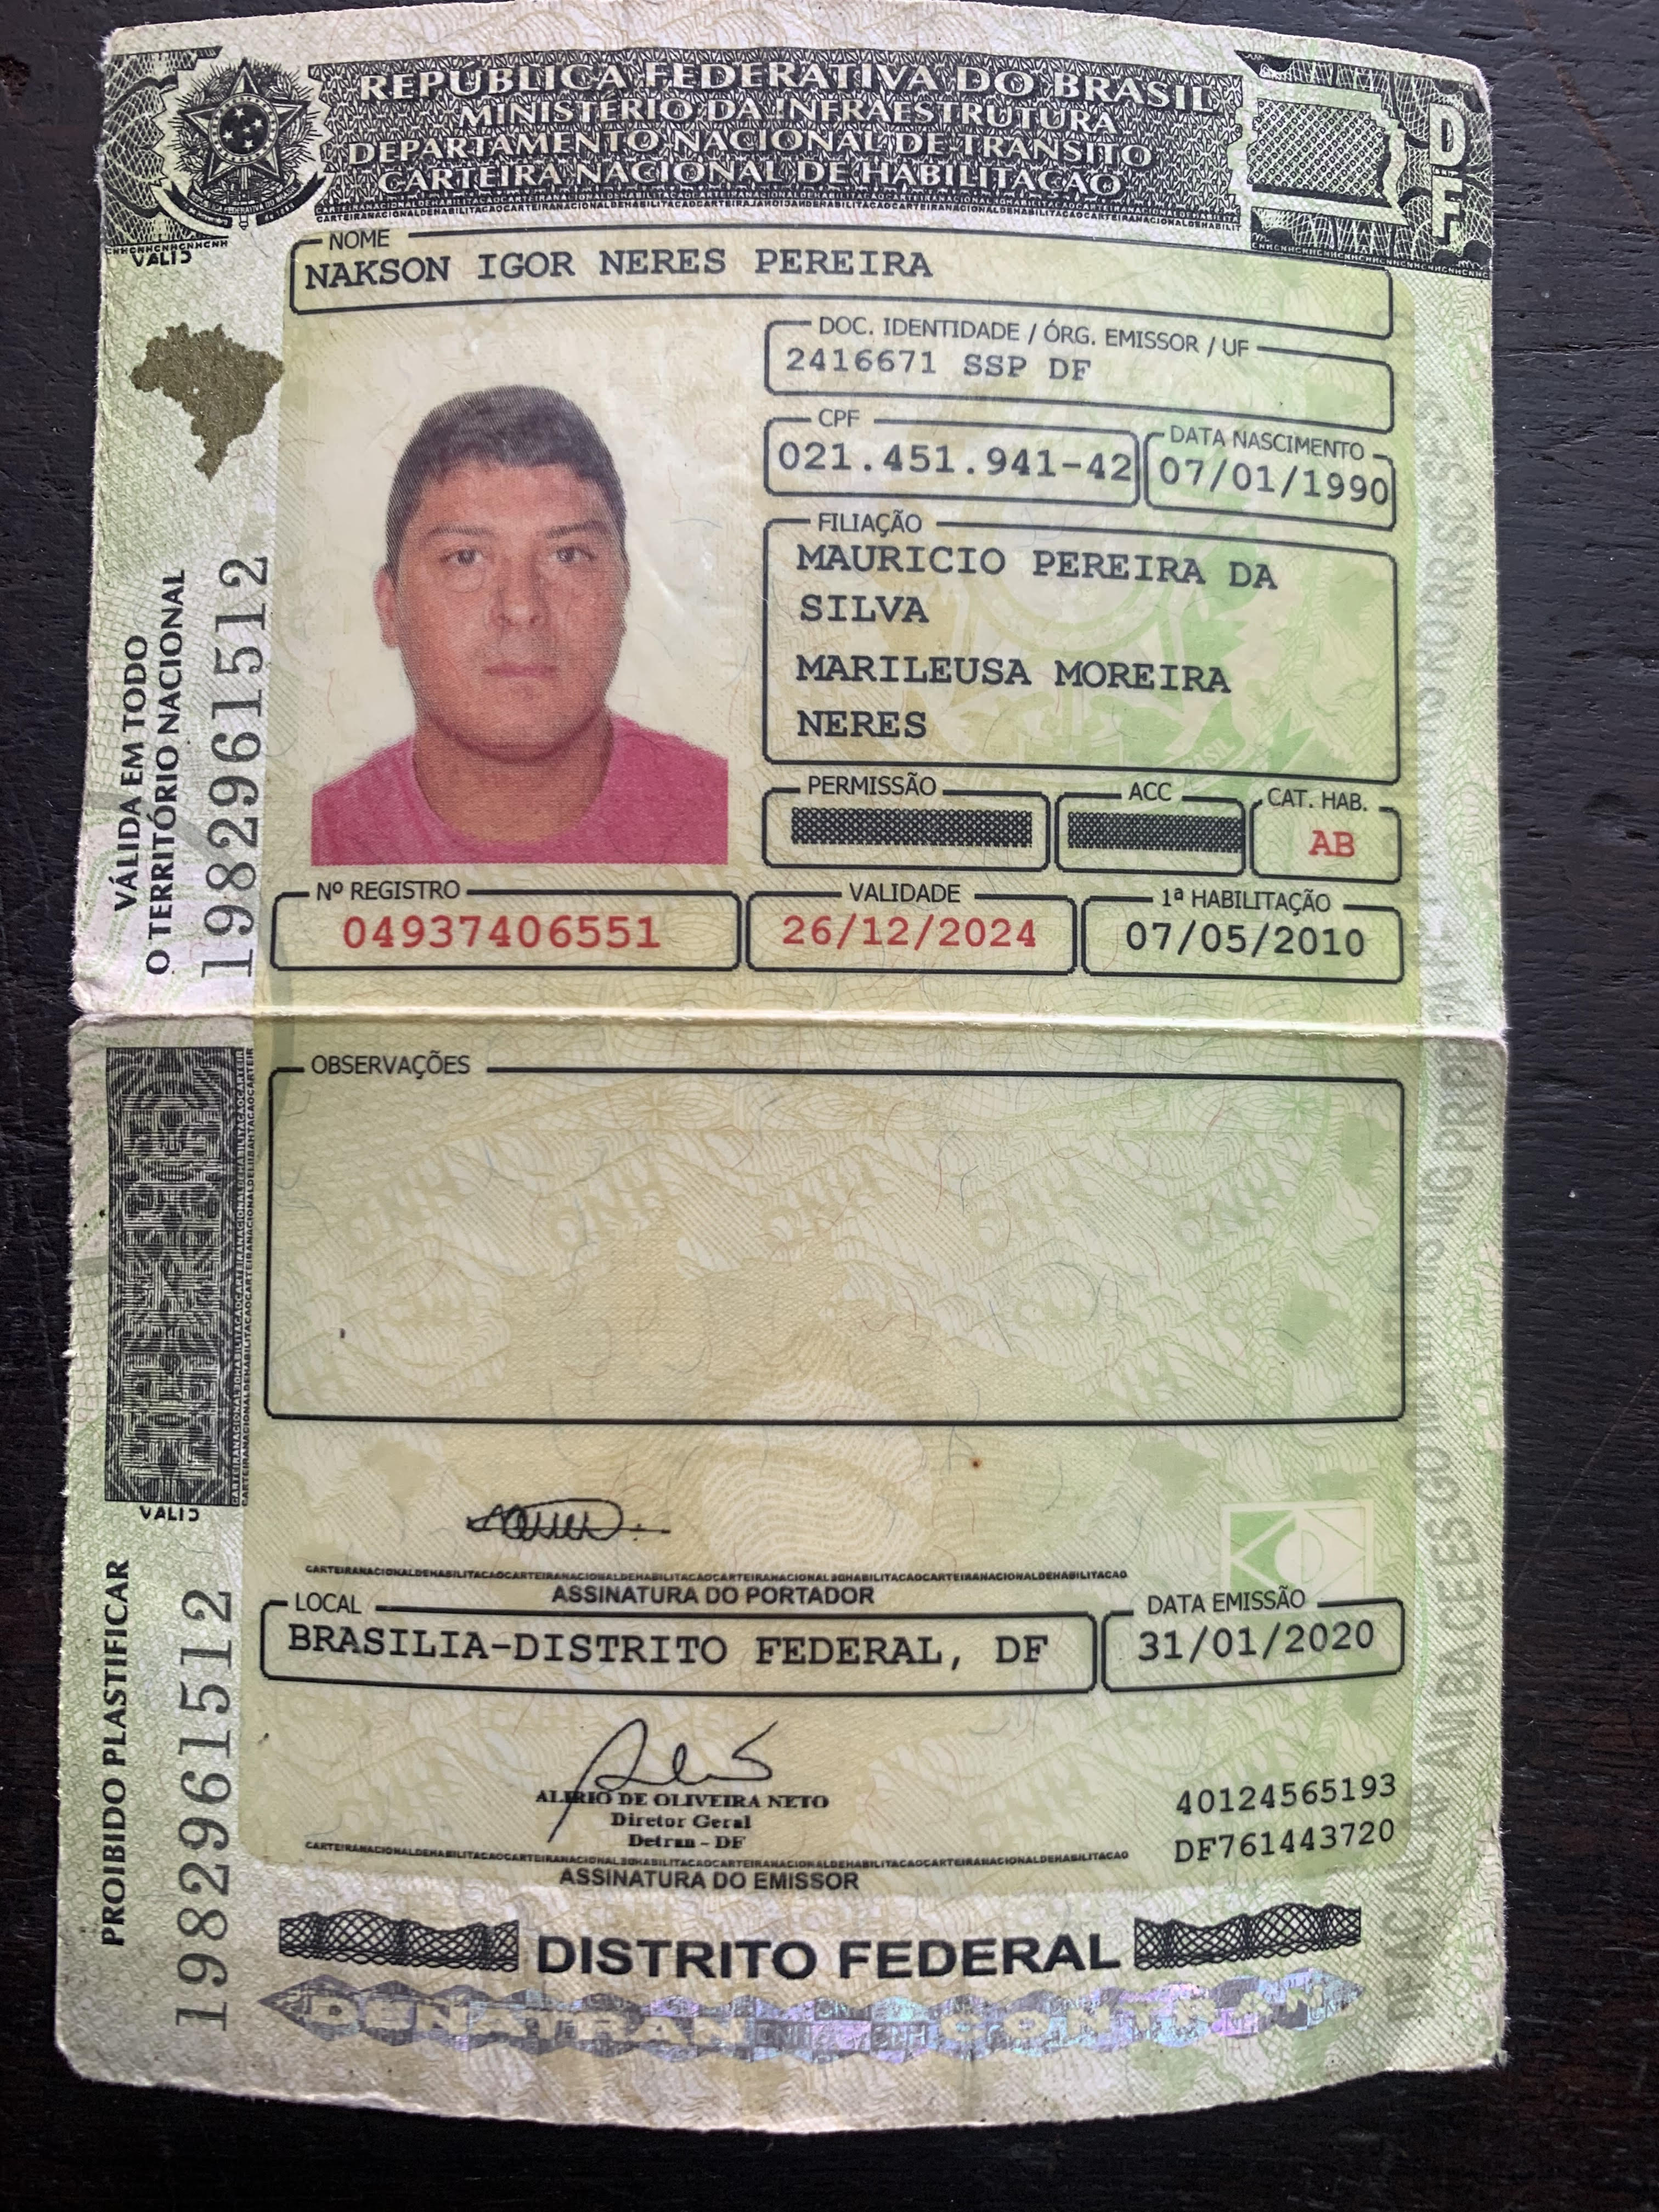 REPÚBLICA FEDERATIVA DO BRASIL
MINISTÉRIO DA INFRAESTRUTURA
DEPARTAMENTO NACIONAL DE TRÂNSITO
CARTEIRA NACIONAL DE HABILITAÇÃO
DF
VALID
NOME
NAKSON IGOR NERES PEREIRA
DOC. IDENTIDADE / ÓRG. EMISSOR / UF
2416671 SSP DF
CPF
021.451.941-42
DATA NASCIMENTO
07/01/1990
FILIAÇÃO
MAURICIO PEREIRA DA
SILVA
MARILEUSA MOREIRA
NERES
PERMISSÃO
ACC
CAT. HAB.
AB
Nº REGISTRO
04937406551
VALIDADE
26/12/2024
1ª HABILITAÇÃO
07/05/2010
VÁLIDA EM TODO
O TERRITÓRIO NACIONAL
1982961512
OBSERVAÇÕES
VALID
ASSINATURA DO PORTADOR
LOCAL
BRASILIA-DISTRITO FEDERAL, DF
DATA EMISSÃO
31/01/2020
ALIRIO DE OLIVEIRA NETO
Diretor Geral
Detran - DF
ASSINATURA DO EMISSOR
40124565193
DF761443720
PROIBIDO PLASTIFICAR
1982961512
DISTRITO FEDERAL
DENATRAN CONTRAN